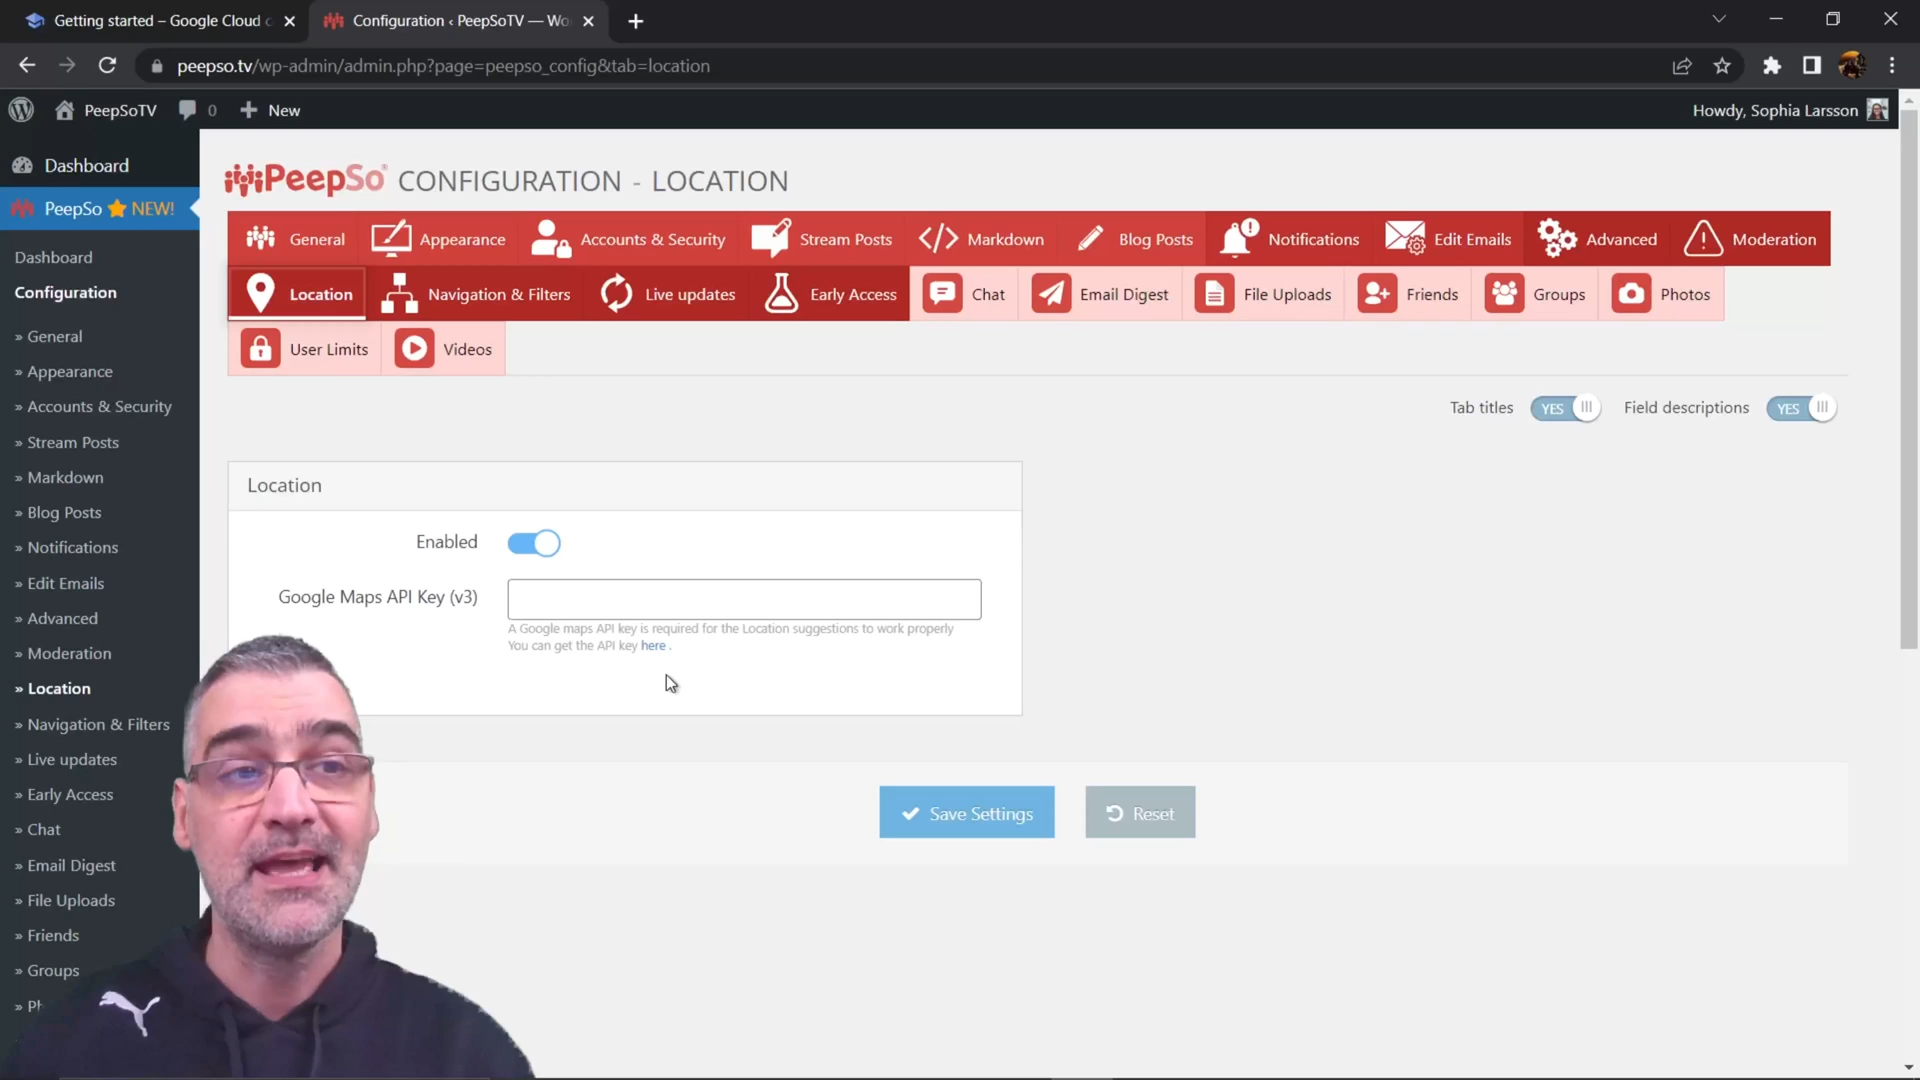 Getting started – Google Cloud
Configuration ‹ PeepSoTV — Wo
peepso.tv/wp-admin/admin.php?page=peepso_config&tab=location
PeepSoTV 0 New
Howdy, Sophia Larsson
Dashboard
PeepSo NEW!
Dashboard
Configuration
» General
» Appearance
» Accounts & Security
» Stream Posts
» Markdown
» Blog Posts
» Notifications
» Edit Emails
» Advanced
» Moderation
» Location
» Navigation & Filters
» Live updates
» Early Access
» Chat
» Email Digest
» File Uploads
» Friends
» Groups
PeepSo® CONFIGURATION - LOCATION
General Appearance Accounts & Security Stream Posts Markdown Blog Posts Notifications Edit Emails Advanced Moderation
Location Navigation & Filters Live updates Early Access Chat Email Digest File Uploads Friends Groups Photos
User Limits Videos
Tab titles YES Field descriptions YES
Location
Enabled
Google Maps API Key (v3)
A Google maps API key is required for the Location suggestions to work properly
You can get the API key here .
Save Settings Reset